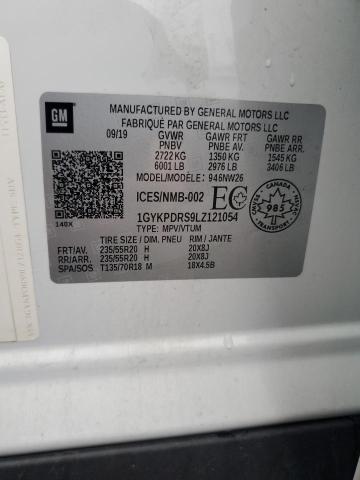 GM
MANUFACTURED BY GENERAL MOTORS LLC
FABRIQUÉ PAR GENERAL MOTORS LLC
09/19 GVWR GAWR FRT GAWR RR
PNBV PNBE AV. PNBE ARR.
2722 KG 1350 KG 1545 KG
6001 LB 2976 LB 3406 LB
MODEL/MODÈLE: 946NW26
ICES/NMB-002 EC
CANADA
985
TRANSPORT
140X
1GYKPDRS9LZ121054
TYPE: MPV/VTUM
TIRE SIZE / DIM. PNEU RIM / JANTE
FRT/AV. 235/55R20 H 20X8J
RR/ARR. 235/55R20 H 20X8J
SPA/SOS T135/70R18 M 18X4.5B